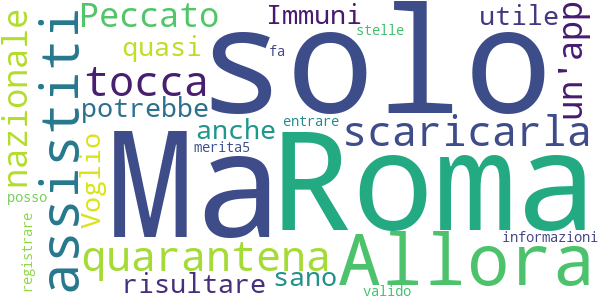 Peccato
Immuni
utile
un'app
nazionale
assistiti
quasi
solo
stelle
fa
tocca
potrebbe
anche
entrare
scaricarla
merita5
Voglio
Ma
Roma
posso
registrare
quarantena
Allora
informazioni
risultare
sano
valido